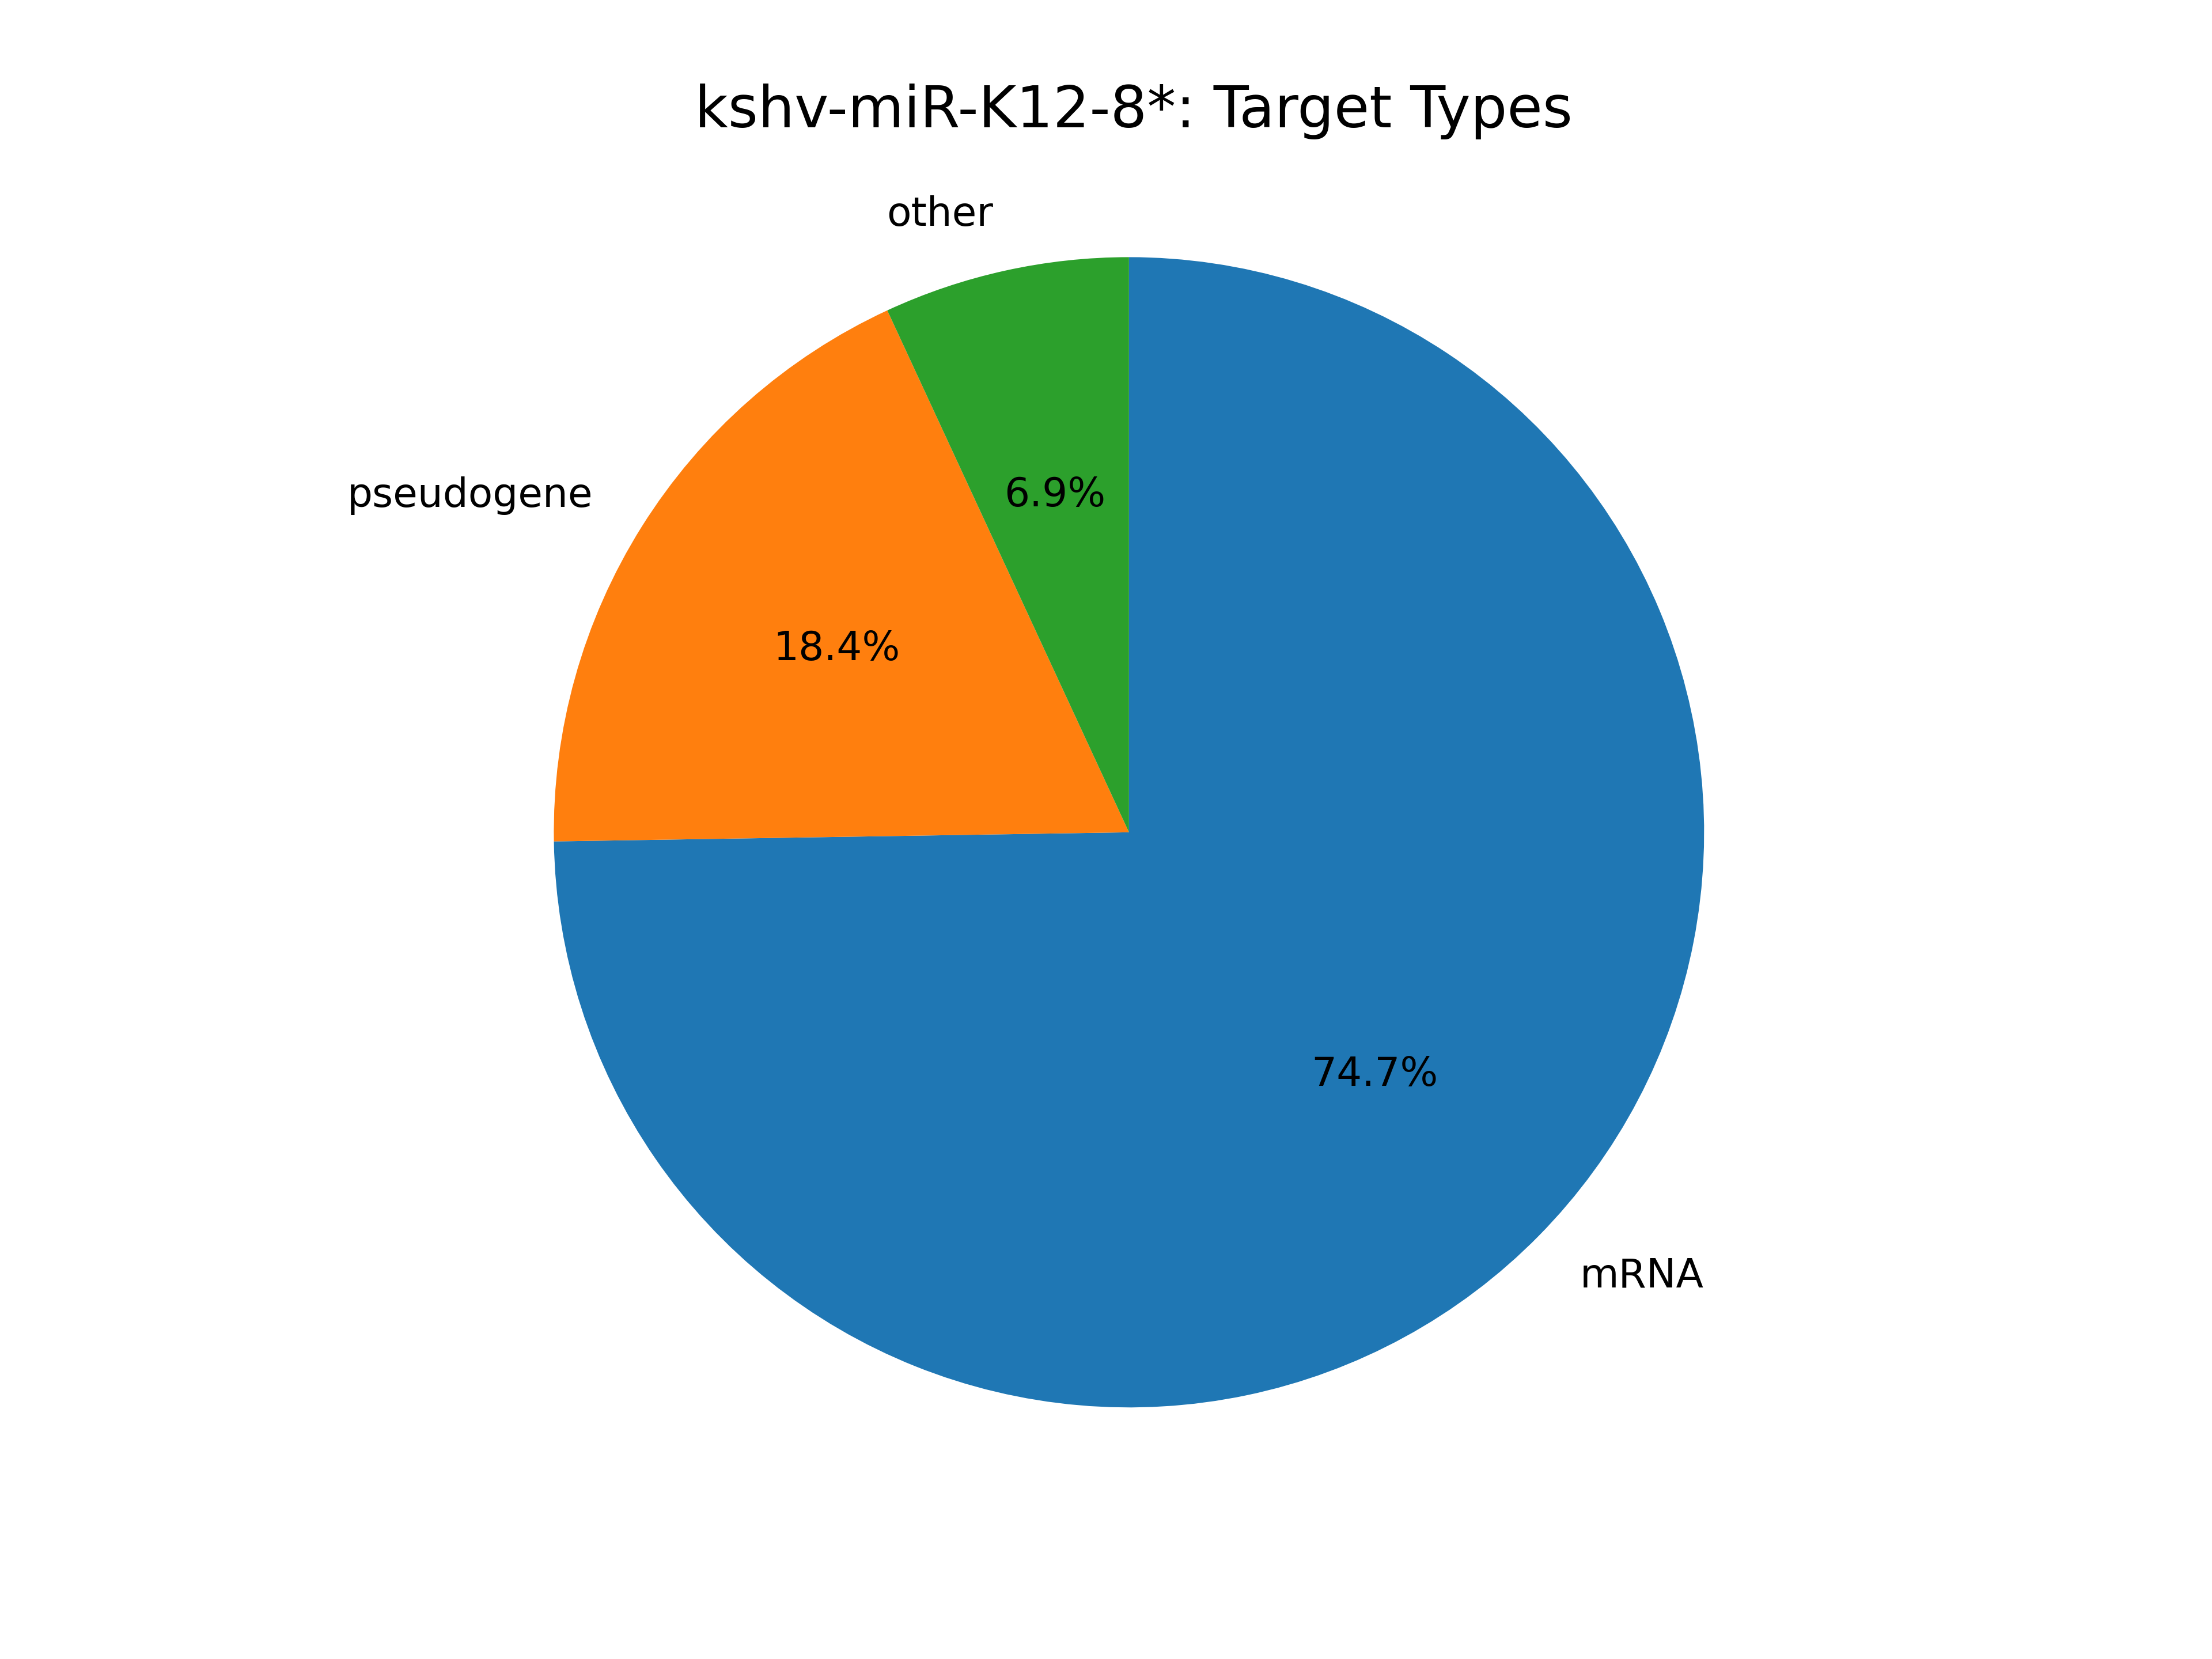 kshv-miR-K12-8*: Target Types
other
pseudogene
6.9%
18.4%
74.7%
mRNA